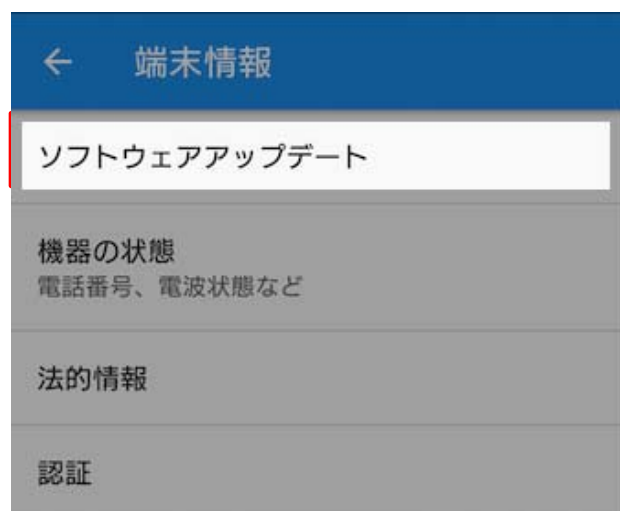 端末情報
ソフトウェアアップデート
機器の状態
電話番号、電波状態など
法的情報
認証